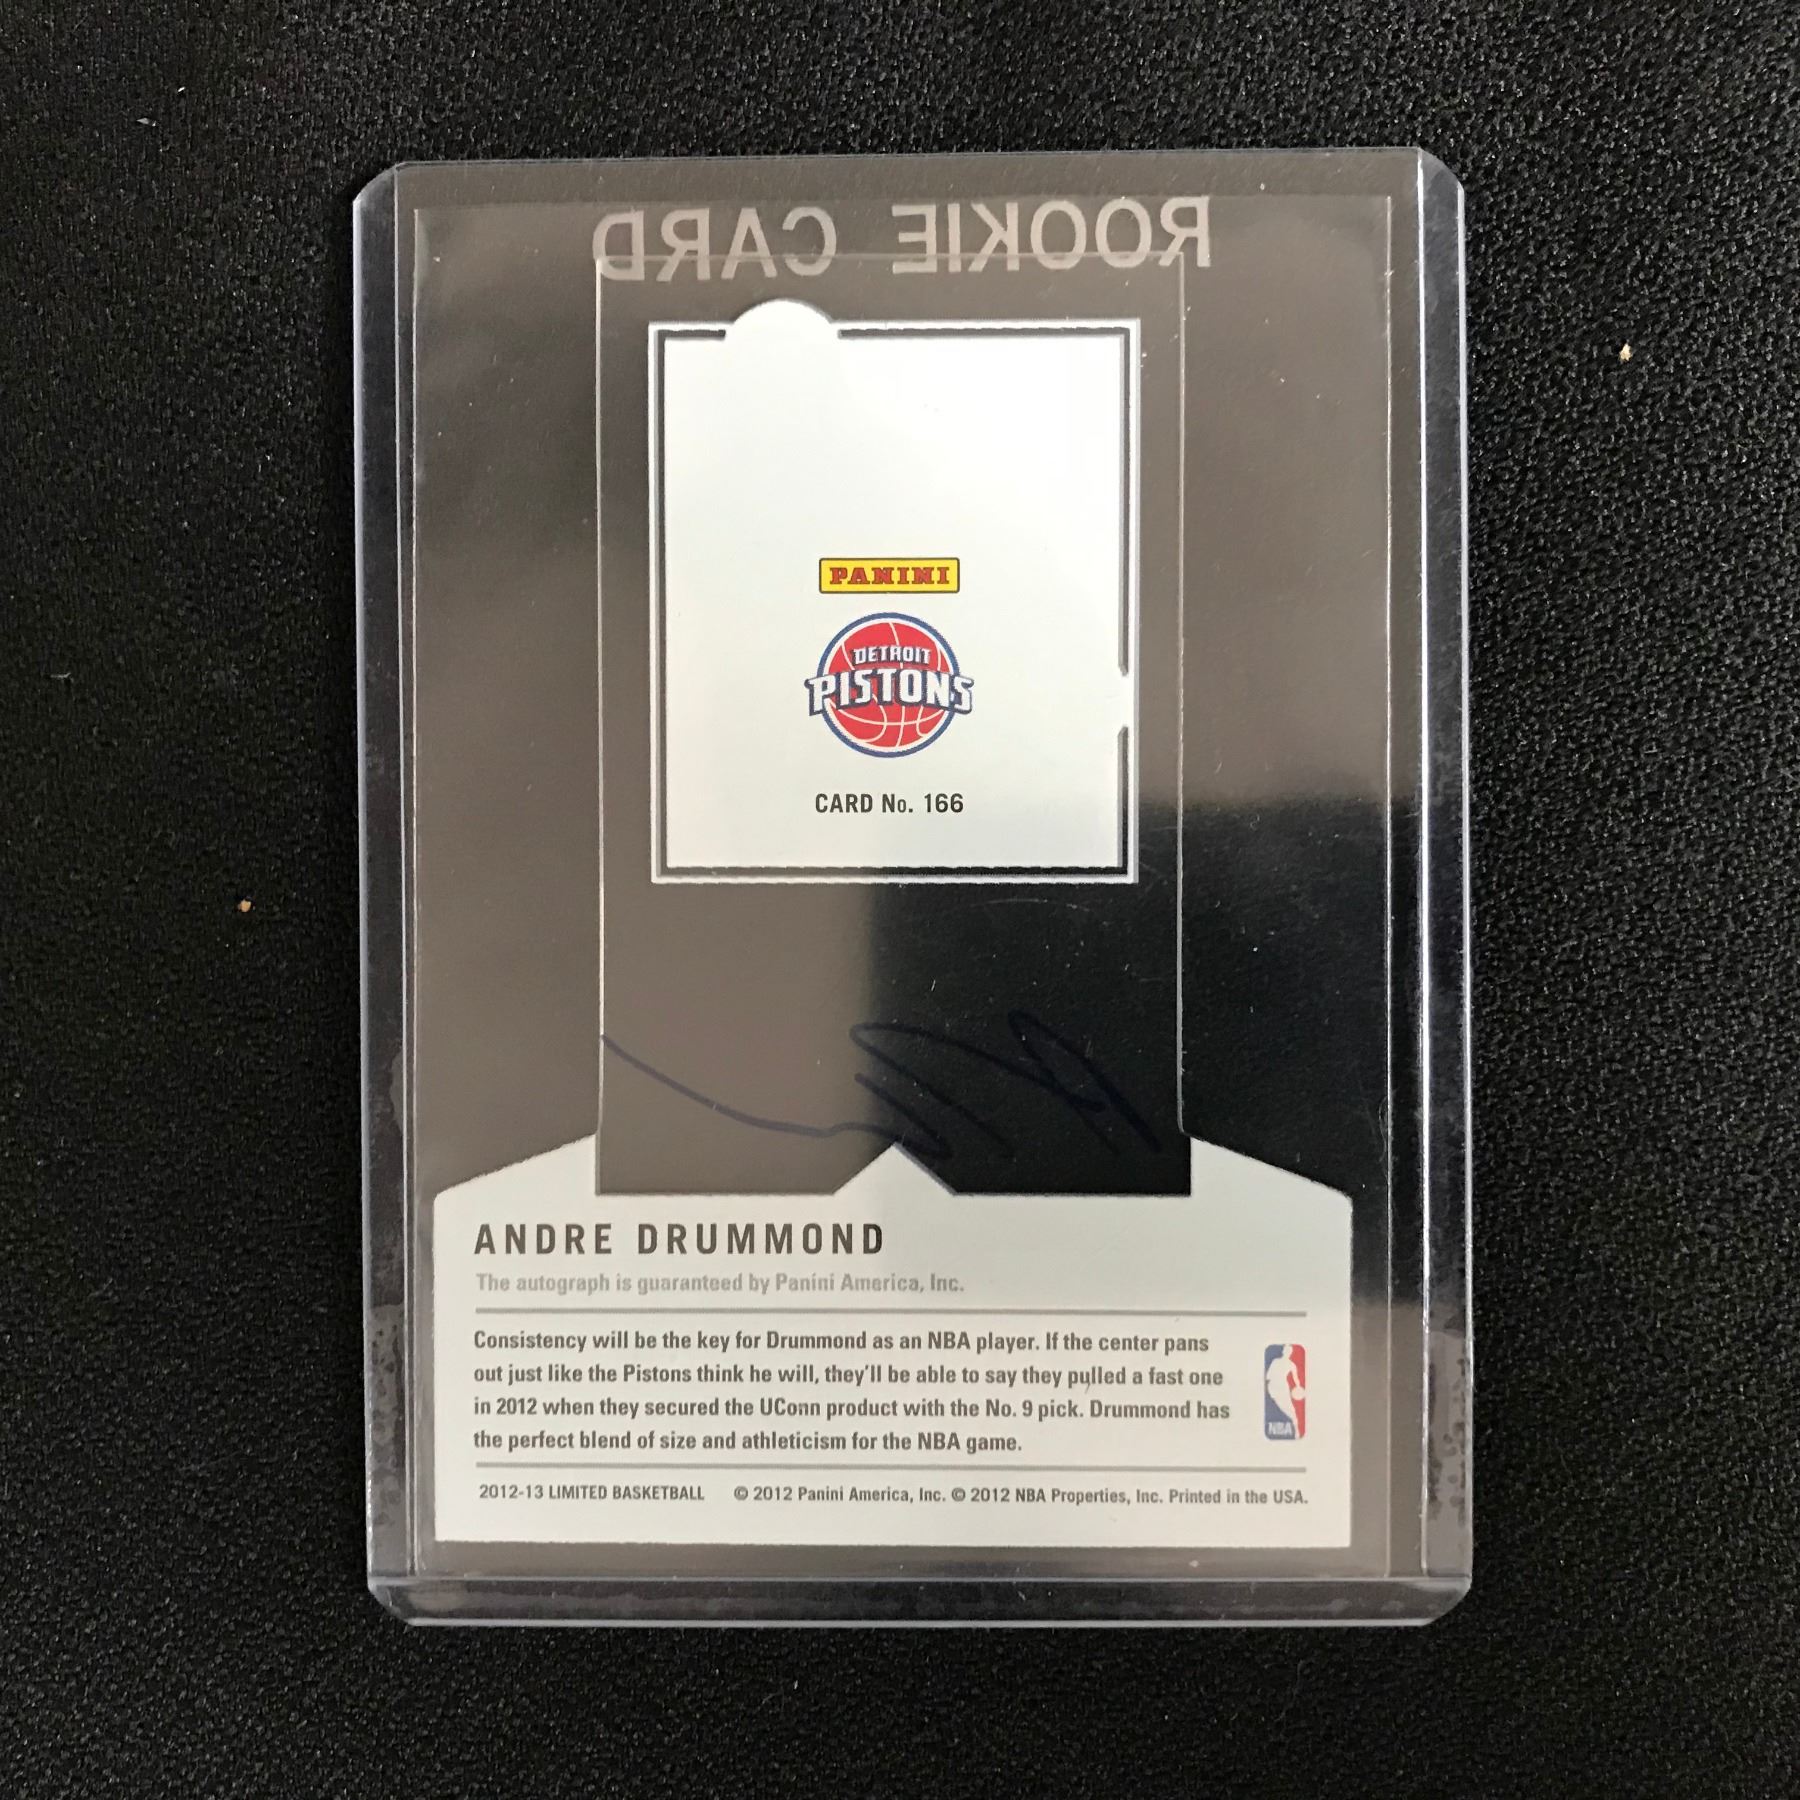 ROOKIE CARD
PANINI
DETROIT
PISTONS
CARD No. 166
ANDRE DRUMMOND
The autograph is guaranteed by Panini America, Inc.
Consistency will be the key for Drummond as an NBA player. If the center pans
out just like the Pistons think he will, they'll be able to say they pulled a fast one
in 2012 when they secured the UConn product with the No. 9 pick. Drummond has
the perfect blend of size and athleticism for the NBA game.
NBA
2012-13 LIMITED BASKETBALL © 2012 Panini America, Inc. © 2012 NBA Properties, Inc. Printed in the USA.